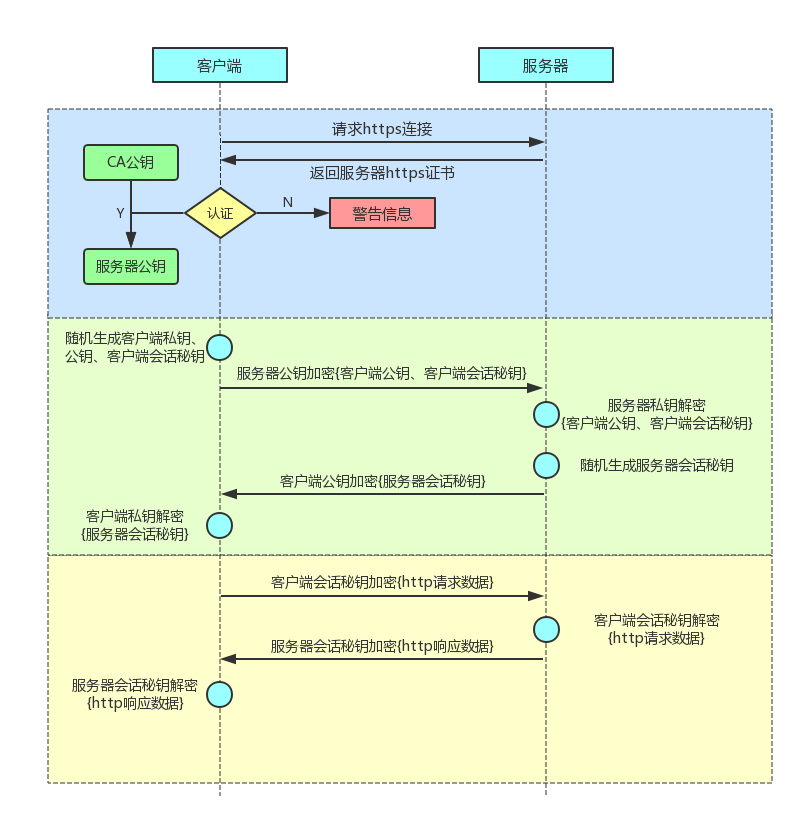 客户端
服务器
请求https连接
返回服务器https证书
CA公钥
Y
认证
N
警告信息
服务器公钥
随机生成客户端私钥、
公钥、客户端会话秘钥
服务器公钥加密{客户端公钥、客户端会话秘钥}
服务器私钥解密
{客户端公钥、客户端会话秘钥}
随机生成服务器会话秘钥
客户端公钥加密{服务器会话秘钥}
客户端私钥解密
{服务器会话秘钥}
客户端会话秘钥加密{http请求数据}
客户端会话秘钥解密
{http请求数据}
服务器会话秘钥加密{http响应数据}
服务器会话秘钥解密
{http响应数据}